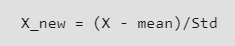 X_new = (X - mean)/Std